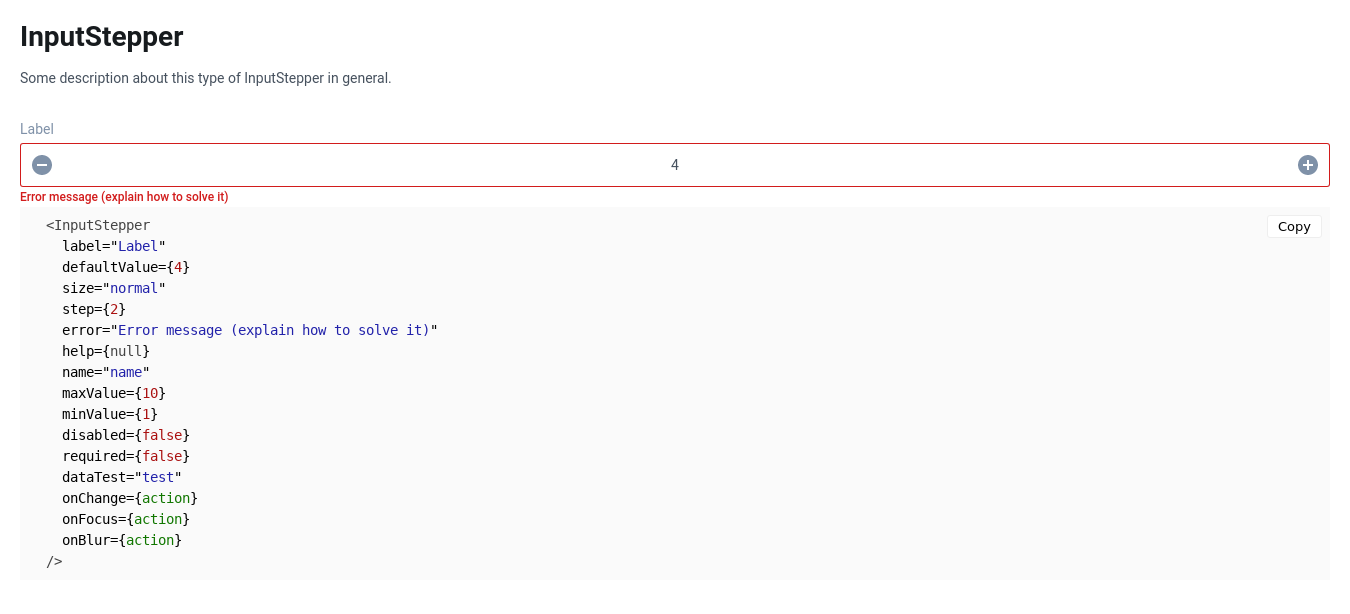 InputStepper
Some description about this type of InputStepper in general.
Label
4
Error message (explain how to solve it)
Copy
<InputStepper
  label="Label"
  defaultValue={4}
  size="normal"
  step={2}
  error="Error message (explain how to solve it)"
  help={null}
  name="name"
  maxValue={10}
  minValue={1}
  disabled={false}
  required={false}
  dataTest="test"
  onChange={action}
  onFocus={action}
  onBlur={action}
/>